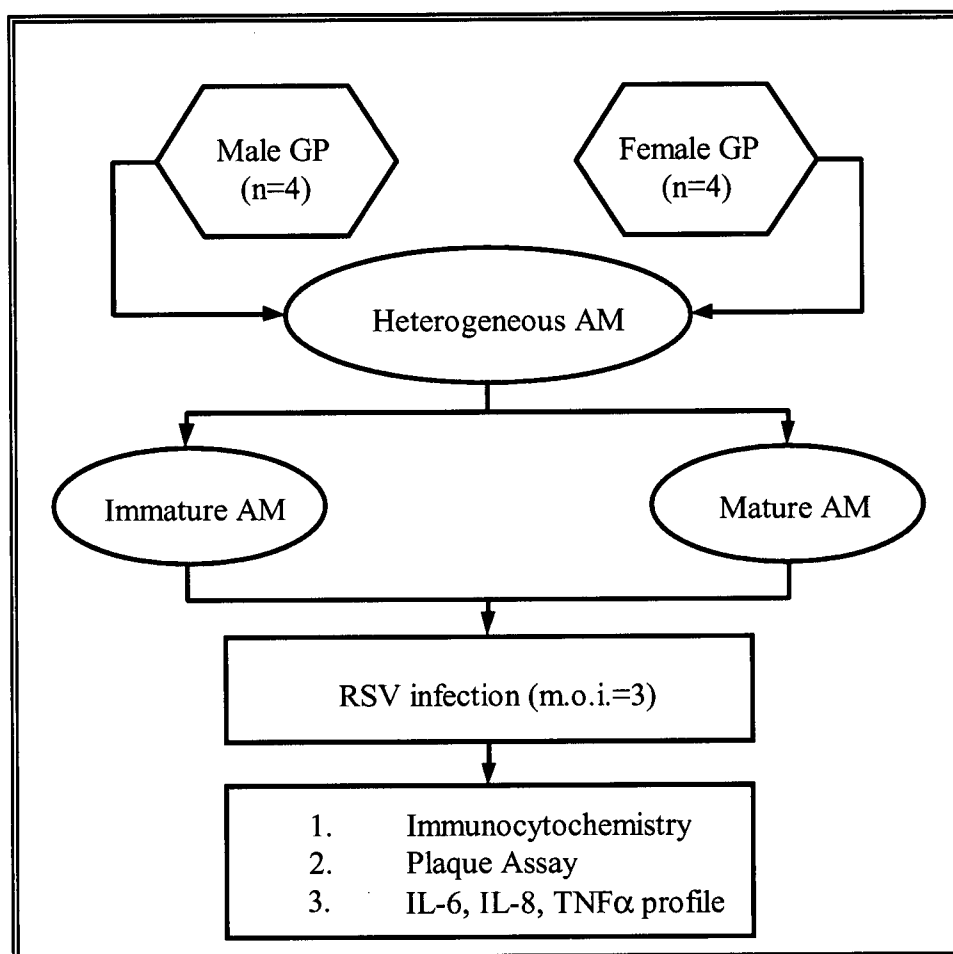 Male GP
(n=4)
Female GP
(n=4)
Heterogeneous AM
Immature AM
Mature AM
RSV infection (m.o.i.=3)
1. Immunocytochemistry
2. Plaque Assay
3. IL-6, IL-8, TNFα profile